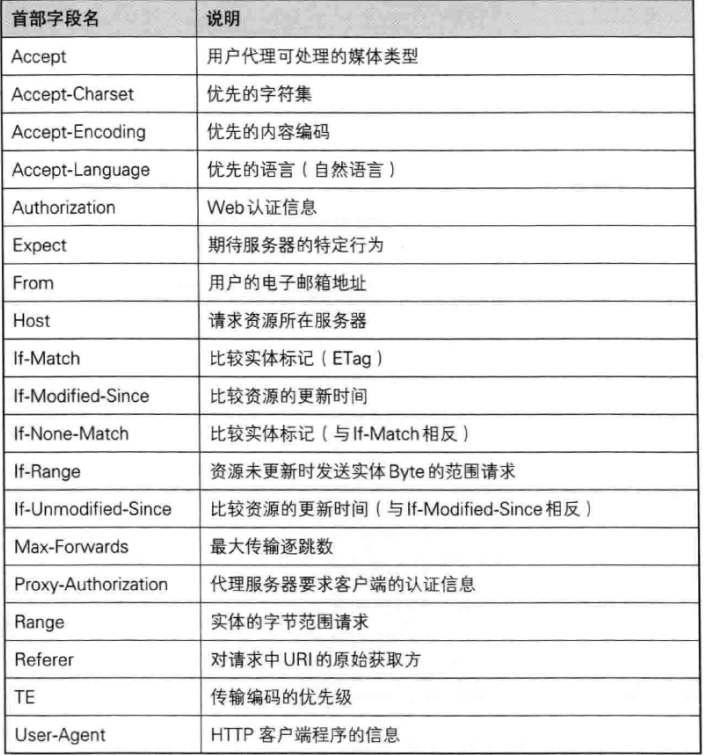 首部字段名 说明
Accept 用户代理可处理的媒体类型
Accept-Charset 优先的字符集
Accept-Encoding 优先的内容编码
Accept-Language 优先的语言（自然语言）
Authorization Web认证信息
Expect 期待服务器的特定行为
From 用户的电子邮箱地址
Host 请求资源所在服务器
If-Match 比较实体标记（ETag）
If-Modified-Since 比较资源的更新时间
If-None-Match 比较实体标记（与If-Match相反）
If-Range 资源未更新时发送实体Byte的范围请求
If-Unmodified-Since 比较资源的更新时间（与If-Modified-Since相反）
Max-Forwards 最大传输逐跳数
Proxy-Authorization 代理服务器要求客户端的认证信息
Range 实体的字节范围请求
Referer 对请求中URI的原始获取方
TE 传输编码的优先级
User-Agent HTTP 客户端程序的信息